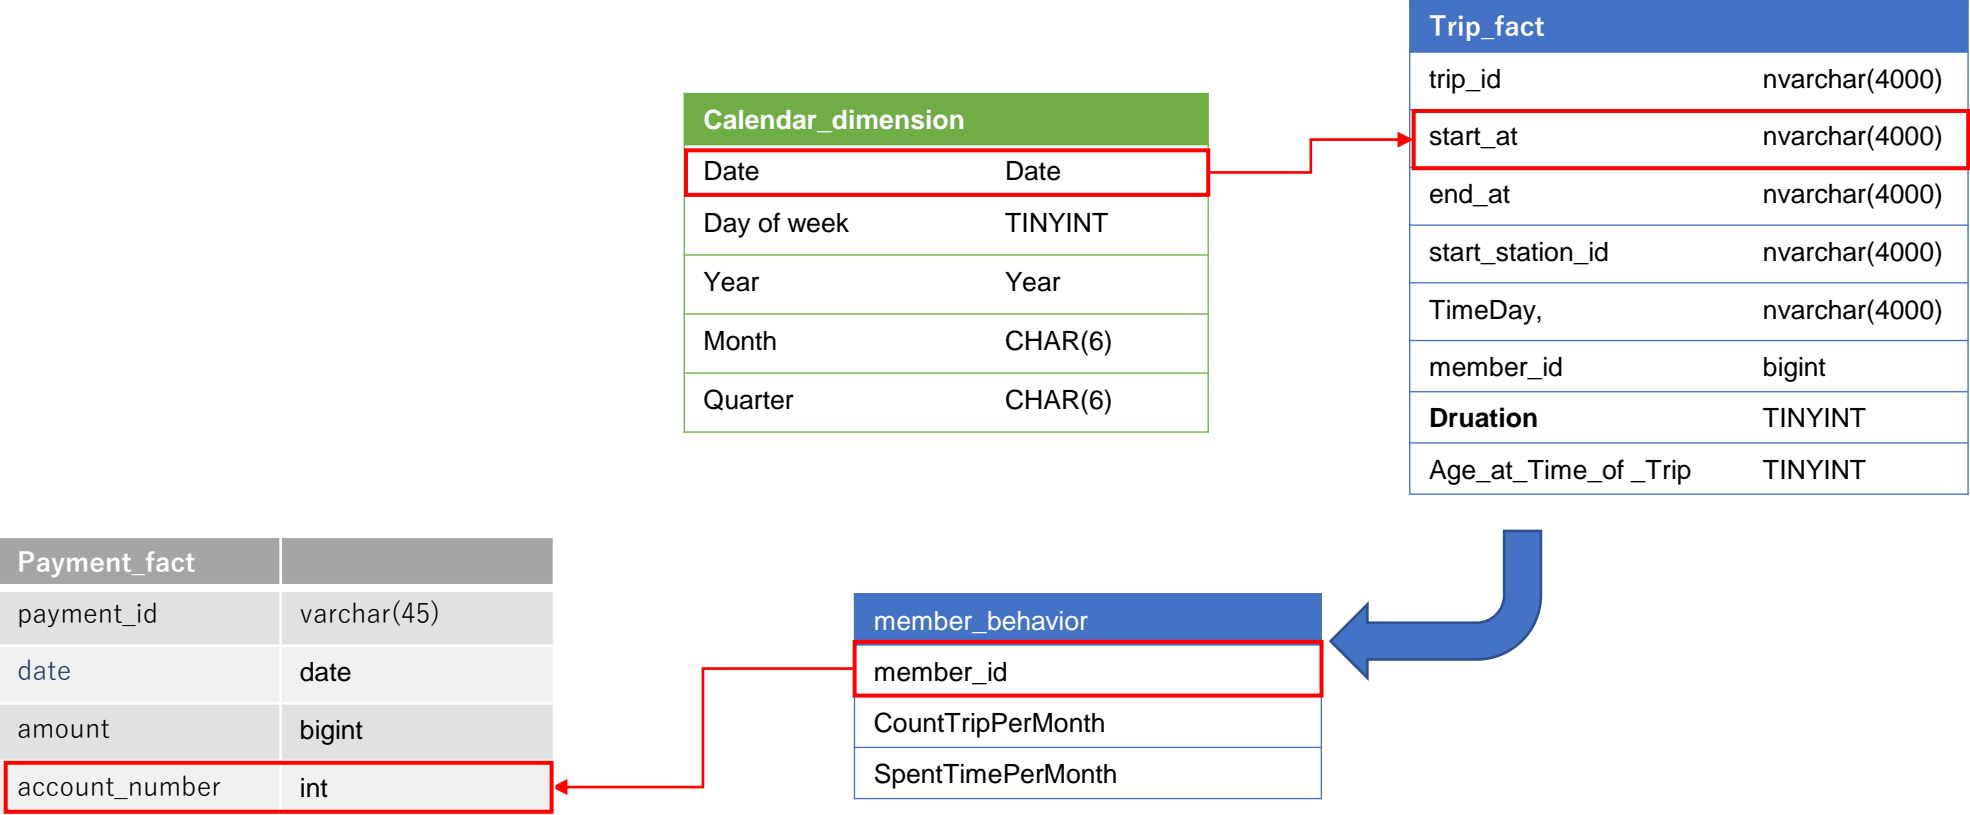 Trip_fact
trip_id nvarchar(4000)
start_at nvarchar(4000)
end_at nvarchar(4000)
start_station_id nvarchar(4000)
TimeDay, nvarchar(4000)
member_id bigint
Druation TINYINT
Age_at_Time_of _Trip TINYINT
Calendar_dimension
Date Date
Day of week TINYINT
Year Year
Month CHAR(6)
Quarter CHAR(6)
Payment_fact
payment_id varchar(45)
date date
amount bigint
account_number int
member_behavior
member_id
CountTripPerMonth
SpentTimePerMonth